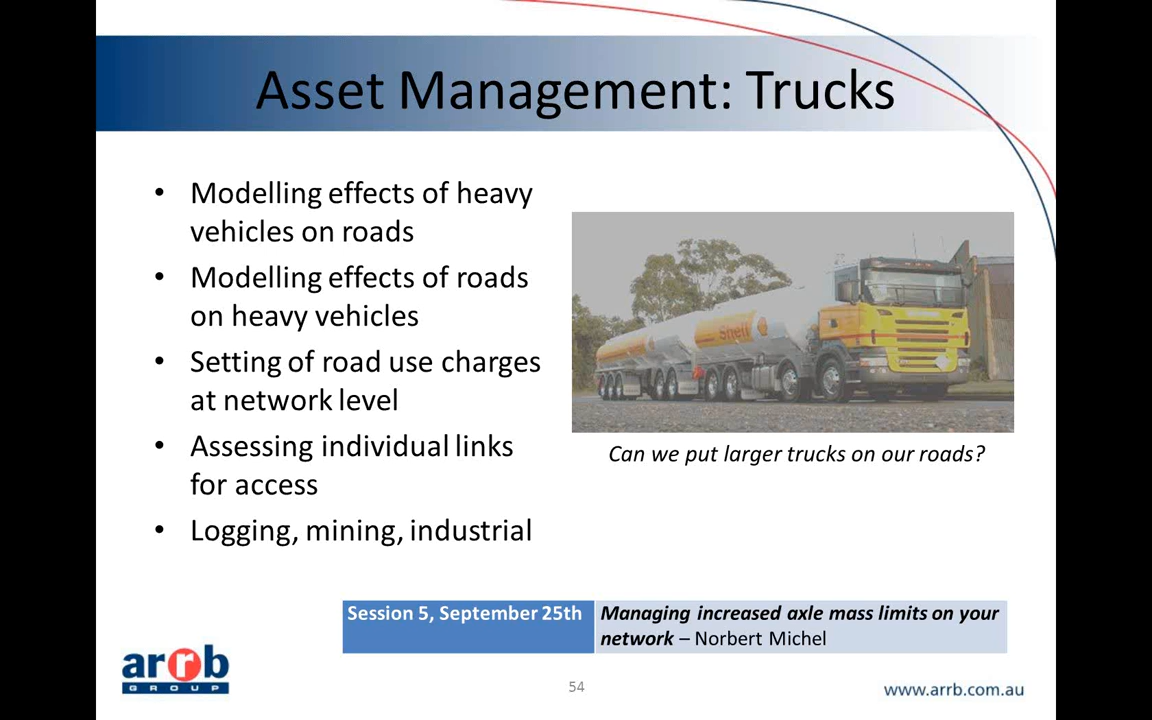 Asset Management: Trucks
• Modelling effects of heavy
vehicles on roads
• Modelling effects of roads
on heavy vehicles
• Setting of road use charges
at network level
• Assessing individual links
for access
• Logging, mining, industrial
Shell
Can we put larger trucks on our roads?
Session 5, September 25th
Managing increased axle mass limits on your
network – Norbert Michel
arrb
GROUP
54
www.arrb.com.au